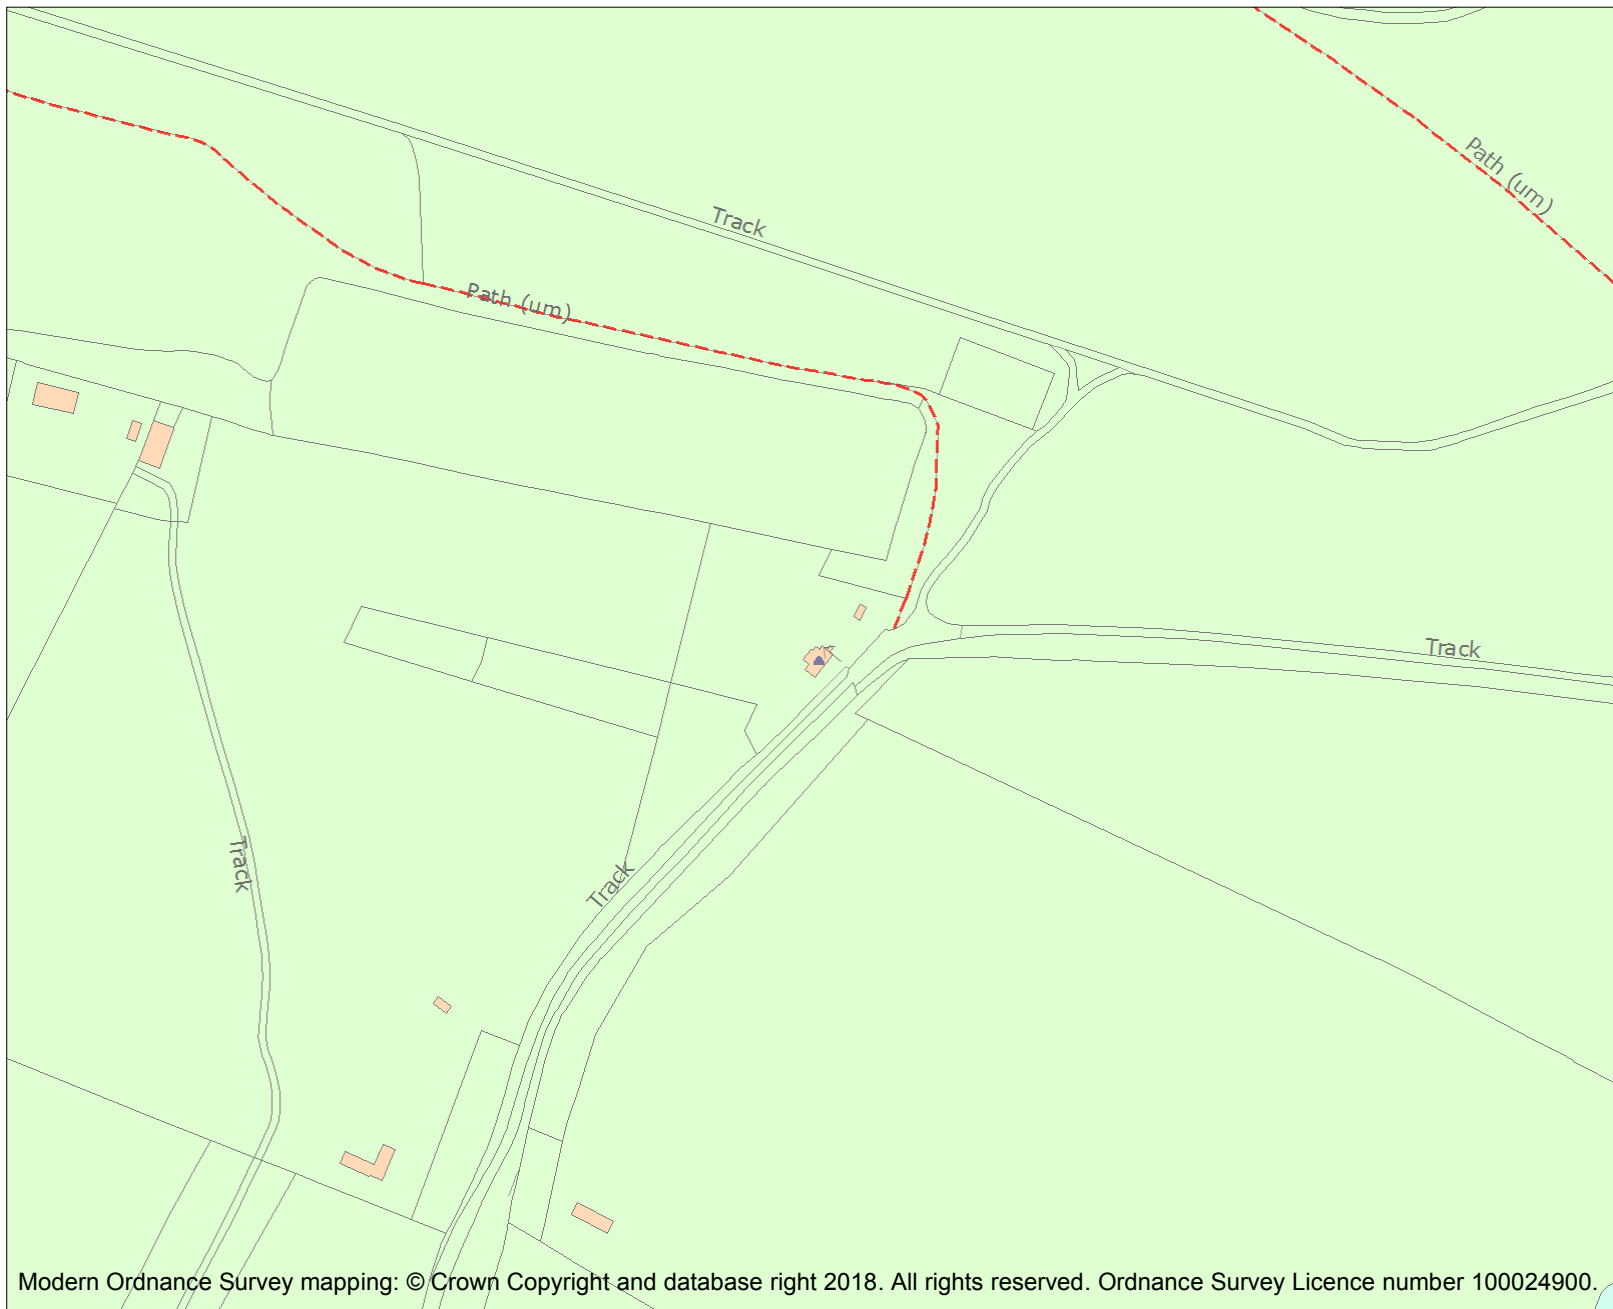 Path (um)
Track
Path (um)
Track
Track
Track
Modern Ordnance Survey mapping: © Crown Copyright and database right 2018. All rights reserved. Ordnance Survey Licence number 100024900.